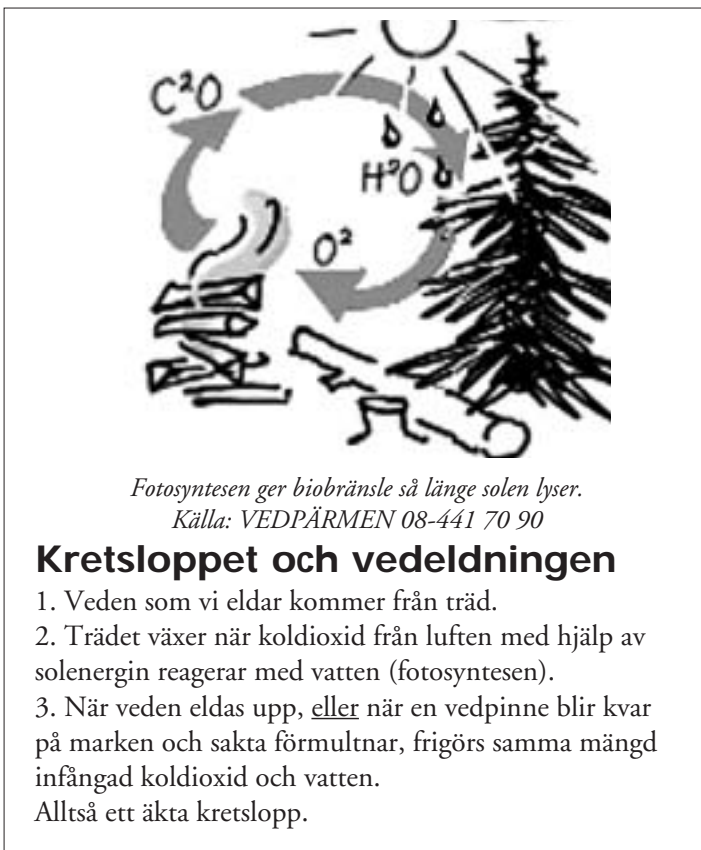 C²O
H²O
O²
Fotosyntesen ger biobränsle så länge solen lyser.
Källa: VEDPÄRMEN 08-441 70 90
Kretsloppet och vedeldningen
1. Veden som vi eldar kommer från träd.
2. Trädet växer när koldioxid från luften med hjälp av
solenergin reagerar med vatten (fotosyntesen).
3. När veden eldas upp, eller när en vedpinne blir kvar
på marken och sakta förmultnar, frigörs samma mängd
infångad koldioxid och vatten.
Alltså ett äkta kretslopp.